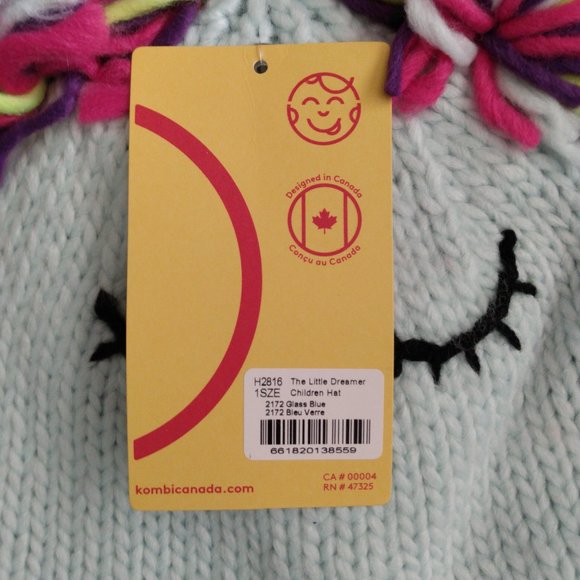 Designed in Canada
Conçu au Canada
H2816 The Little Dreamer
1SZE Children Hat
2172 Glass Blue
2172 Bleu Verre
661820138559
kombicanada.com
CA # 00004
RN # 47325